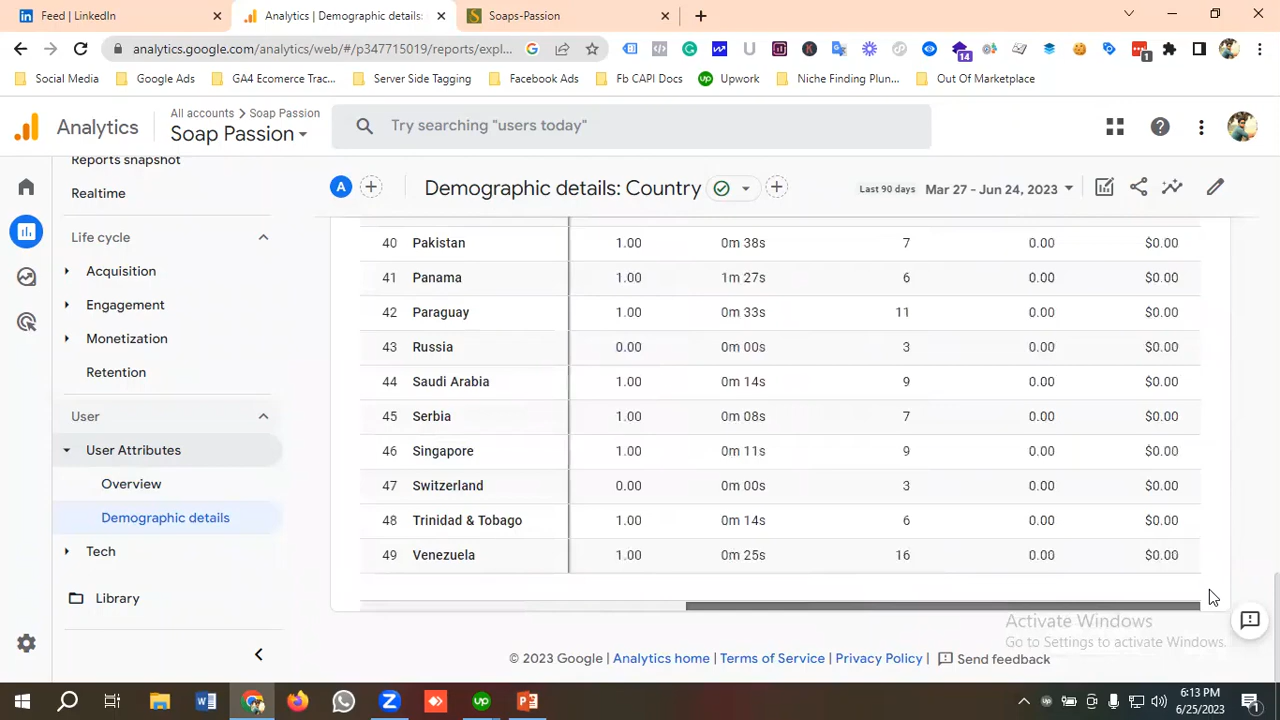 Feed | LinkedIn
Analytics | Demographic details:
Soaps-Passion
analytics.google.com/analytics/web/#/p347715019/reports/expl...
14
1
Social Media
Google Ads
GA4 Ecomerce Trac...
Server Side Tagging
Facebook Ads
Fb CAPI Docs
Upwork
Niche Finding Plun...
Out Of Marketplace
Analytics
All accounts > Soap Passion
Soap Passion
Try searching "users today"
Reports snapshot
Realtime
Life cycle
Acquisition
Engagement
Monetization
Retention
User
User Attributes
Overview
Demographic details
Tech
Library
A
Demographic details: Country
Last 90 days
Mar 27 - Jun 24, 2023
40 Pakistan 1.00 0m 38s 7 0.00 $0.00
41 Panama 1.00 1m 27s 6 0.00 $0.00
42 Paraguay 1.00 0m 33s 11 0.00 $0.00
43 Russia 0.00 0m 00s 3 0.00 $0.00
44 Saudi Arabia 1.00 0m 14s 9 0.00 $0.00
45 Serbia 1.00 0m 08s 7 0.00 $0.00
46 Singapore 1.00 0m 11s 9 0.00 $0.00
47 Switzerland 0.00 0m 00s 3 0.00 $0.00
48 Trinidad & Tobago 1.00 0m 14s 6 0.00 $0.00
49 Venezuela 1.00 0m 25s 16 0.00 $0.00
Activate Windows
Go to Settings to activate Windows.
© 2023 Google | Analytics home | Terms of Service | Privacy Policy | Send feedback
6:13 PM
6/25/2023
1